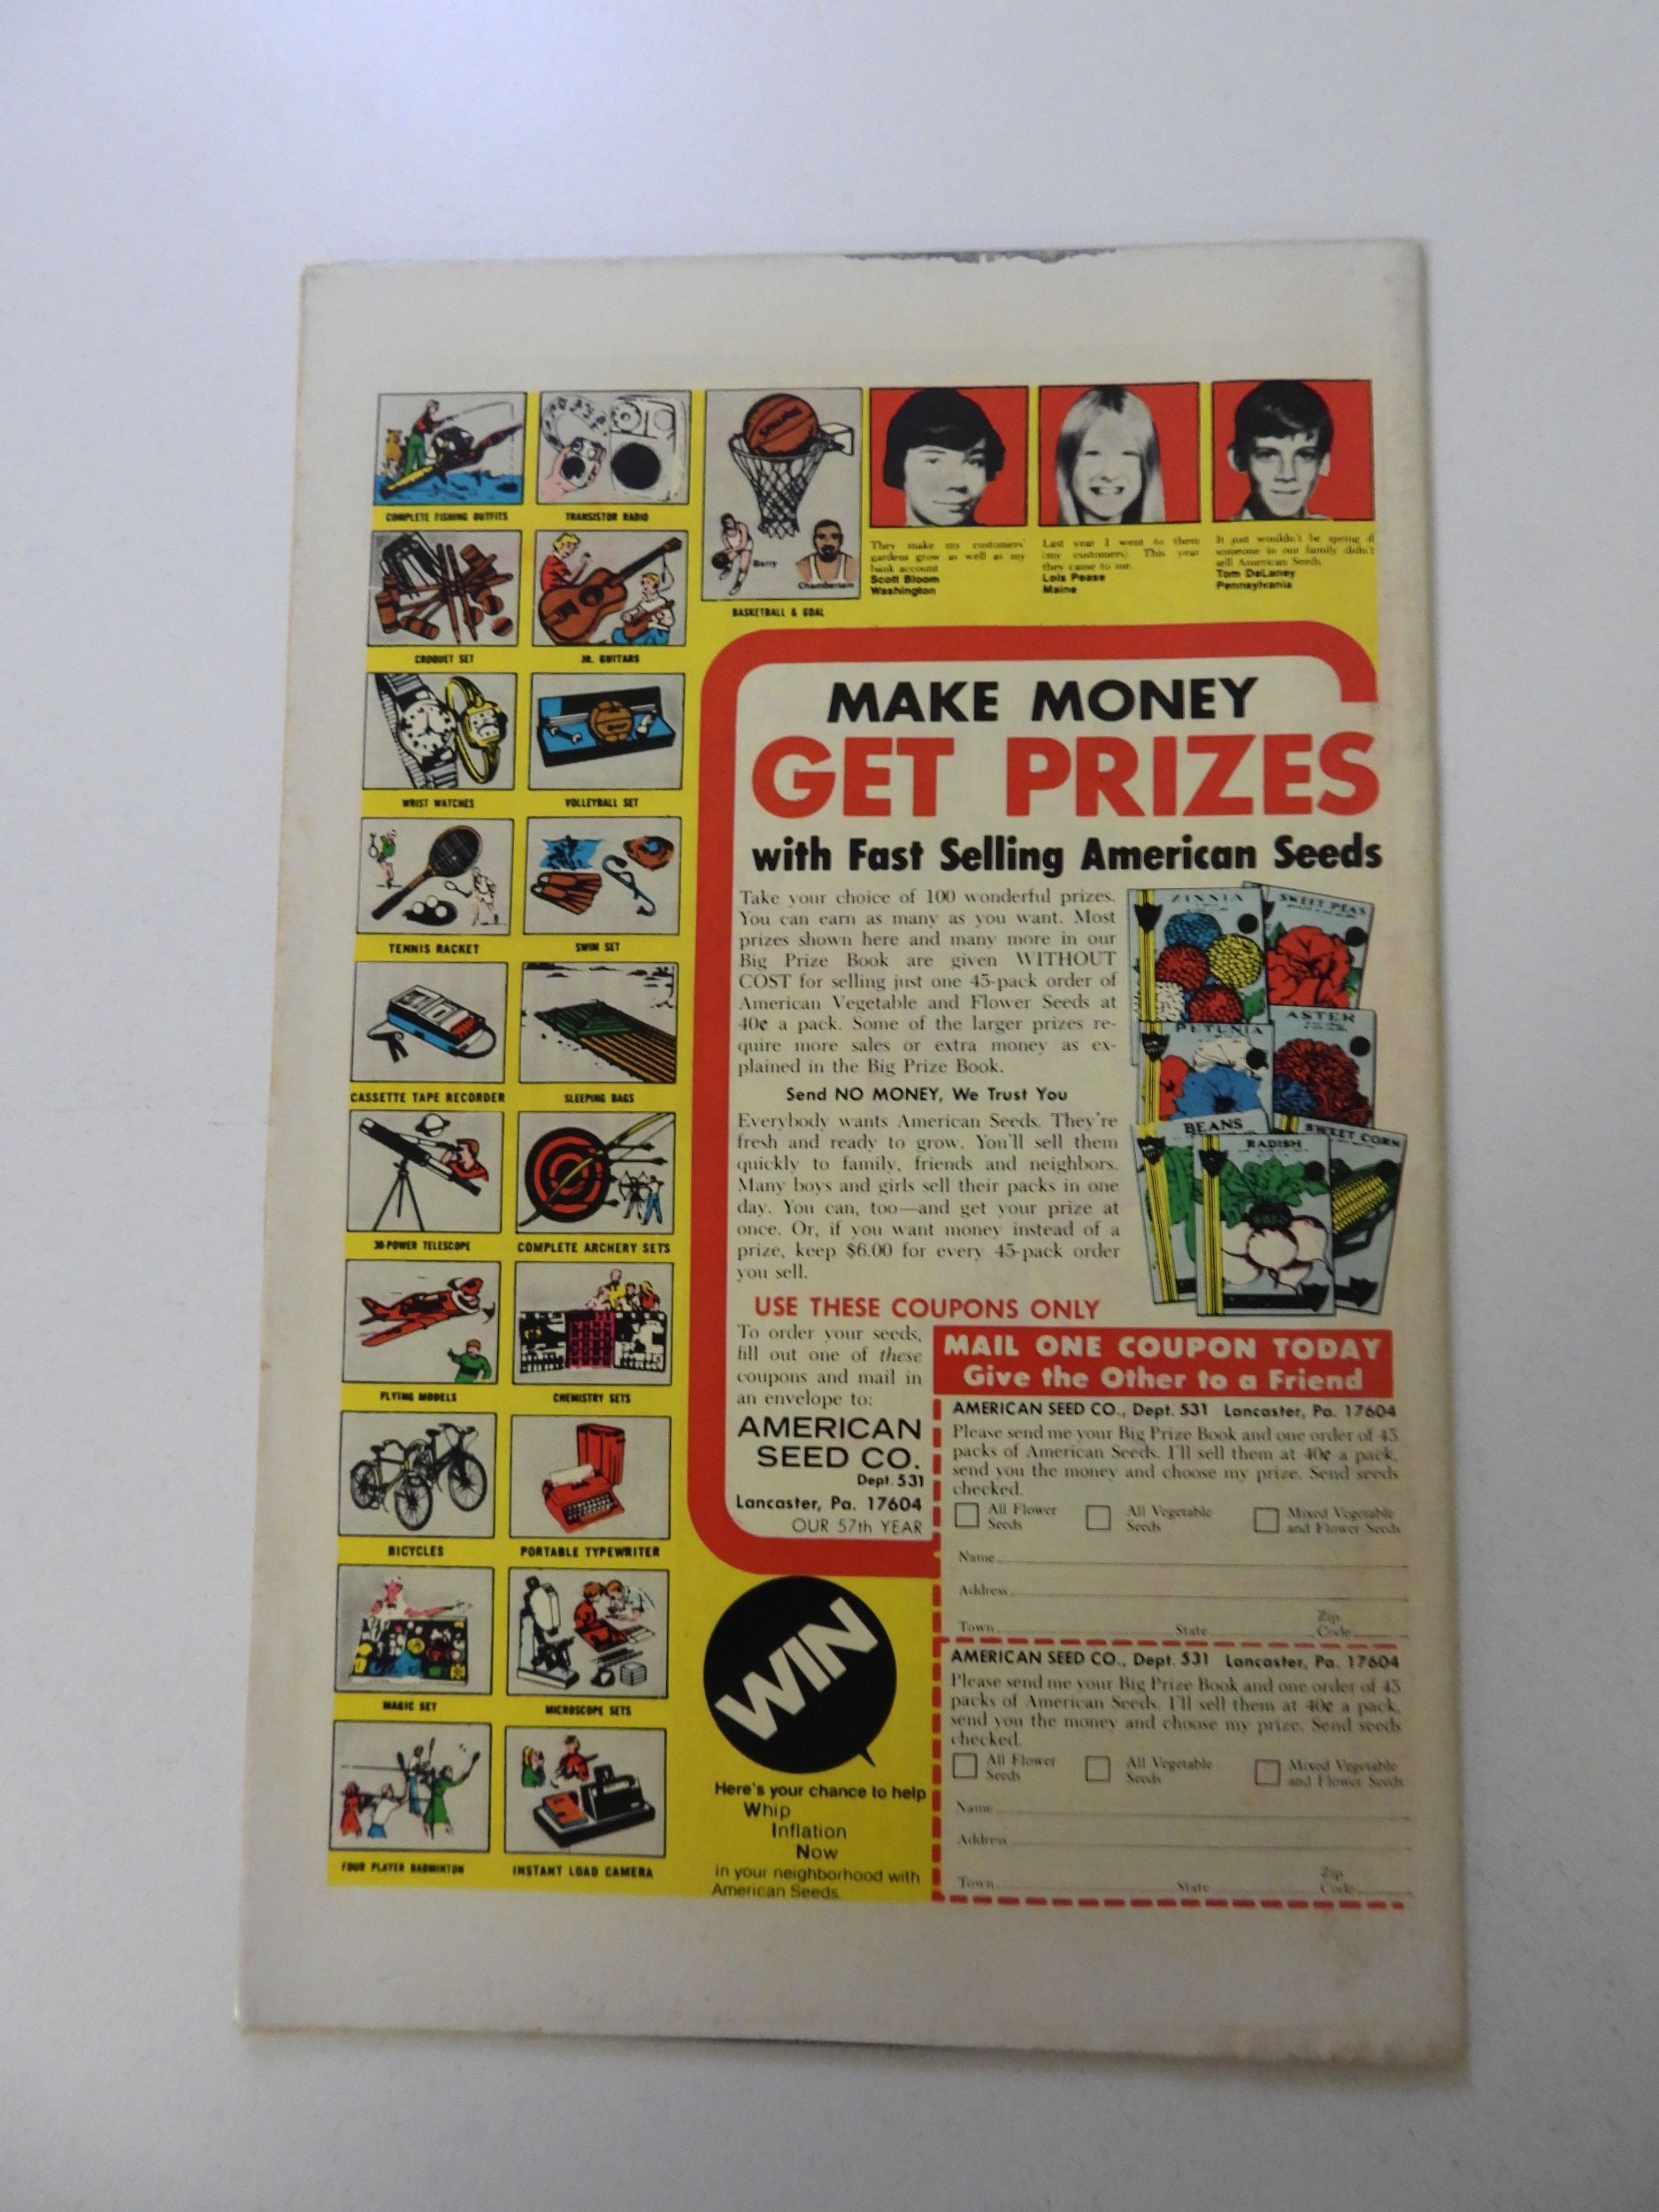 COMPLETE FISHING OUTFITS
TRANSISTOR RADIO
CROQUET SET
JR. GUITARS
WRIST WATCHES
VOLLEYBALL SET
TENNIS RACKET
SWIM SET
CASSETTE TAPE RECORDER
SLEEPING BAGS
30-POWER TELESCOPE
COMPLETE ARCHERY SETS
FLYING MODELS
CHEMISTRY SETS
BICYCLES
PORTABLE TYPEWRITER
MAGIC SET
MICROSCOPE SETS
FOUR PLAYER BADMINTON
INSTANT LOAD CAMERA
Spalding
Barry
Chamberlain
BASKETBALL & GOAL
They make my customers'
gardens grow as well as my
bank account
Scott Bloom
Washington
Last year I went to them
(my customers). This year
they came to me.
Lois Pease
Maine
It just wouldn't be spring if
someone in our family didn't
sell American Seeds.
Tom DeLaney
Pennsylvania
MAKE MONEY
GET PRIZES
with Fast Selling American Seeds
Take your choice of 100 wonderful prizes.
You can earn as many as you want. Most
prizes shown here and many more in our
Big Prize Book are given WITHOUT
COST for selling just one 45-pack order of
American Vegetable and Flower Seeds at
40¢ a pack. Some of the larger prizes re-
quire more sales or extra money as ex-
plained in the Big Prize Book.
Send NO MONEY, We Trust You
Everybody wants American Seeds. They're
fresh and ready to grow. You'll sell them
quickly to family, friends and neighbors.
Many boys and girls sell their packs in one
day. You can, too—and get your prize at
once. Or, if you want money instead of a
prize, keep $6.00 for every 45-pack order
you sell.
ZINNIA
SWEET PEAS
PETUNIA
ASTER
BEANS
RADISH
SWEET CORN
USE THESE COUPONS ONLY
To order your seeds,
fill out one of these
coupons and mail in
an envelope to:
AMERICAN
SEED CO.
Dept. 531
Lancaster, Pa. 17604
OUR 57th YEAR
MAIL ONE COUPON TODAY
Give the Other to a Friend
AMERICAN SEED CO., Dept. 531 Lancaster, Pa. 17604
Please send me your Big Prize Book and one order of 45
packs of American Seeds. I'll sell them at 40¢ a pack,
send you the money and choose my prize. Send seeds
checked.
All Flower
Seeds
All Vegetable
Seeds
Mixed Vegetable
and Flower Seeds
Name
Address
Town State Zip Code
AMERICAN SEED CO., Dept. 531 Lancaster, Pa. 17604
Please send me your Big Prize Book and one order of 45
packs of American Seeds. I'll sell them at 40¢ a pack,
send you the money and choose my prize. Send seeds
checked.
All Flower
Seeds
All Vegetable
Seeds
Mixed Vegetable
and Flower Seeds
Name
Address
Town State Zip Code
WIN
Here's your chance to help
Whip
Inflation
Now
in your neighborhood with
American Seeds.